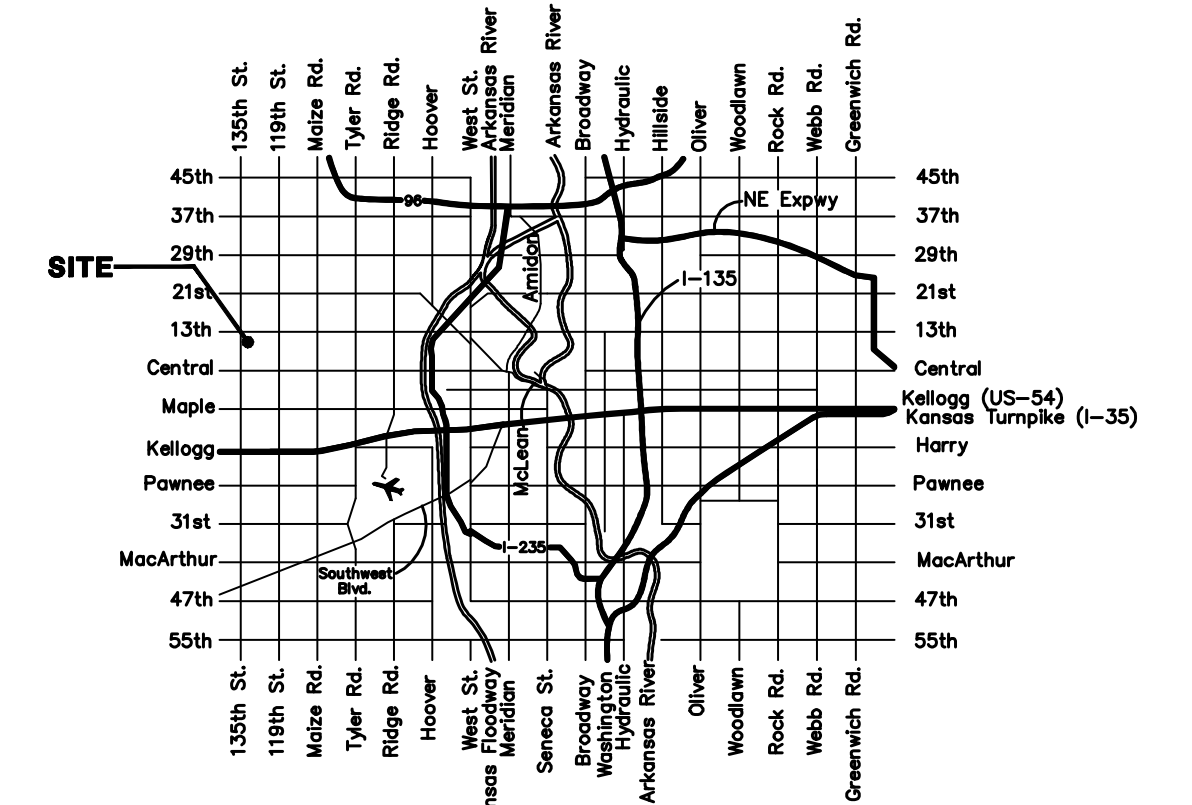 135th St.
119th St.
Maize Rd.
Tyler Rd.
Ridge Rd.
Hoover
West St.
Arkansas River
Meridian
Arkansas River
Broadway
Hydraulic
Hillside
Oliver
Woodlawn
Rock Rd.
Webb Rd.
Greenwich Rd.
45th
45th
96
NE Expwy
37th
37th
29th
29th
SITE
Amidon
I-135
21st
21st
13th
13th
Central
Central
Kellogg (US-54)
Maple
Kansas Turnpike (I-35)
Kellogg
Harry
McLean
Pawnee
Pawnee
31st
31st
I-235
MacArthur
MacArthur
Southwest
Blvd.
47th
47th
55th
55th
135th St.
119th St.
Maize Rd.
Tyler Rd.
Ridge Rd.
Hoover
West St.
nsas Floodway
Meridian
Seneca St.
Broadway
Washington
Hydraulic
Arkansas River
Oliver
Woodlawn
Rock Rd.
Webb Rd.
Greenwich Rd.